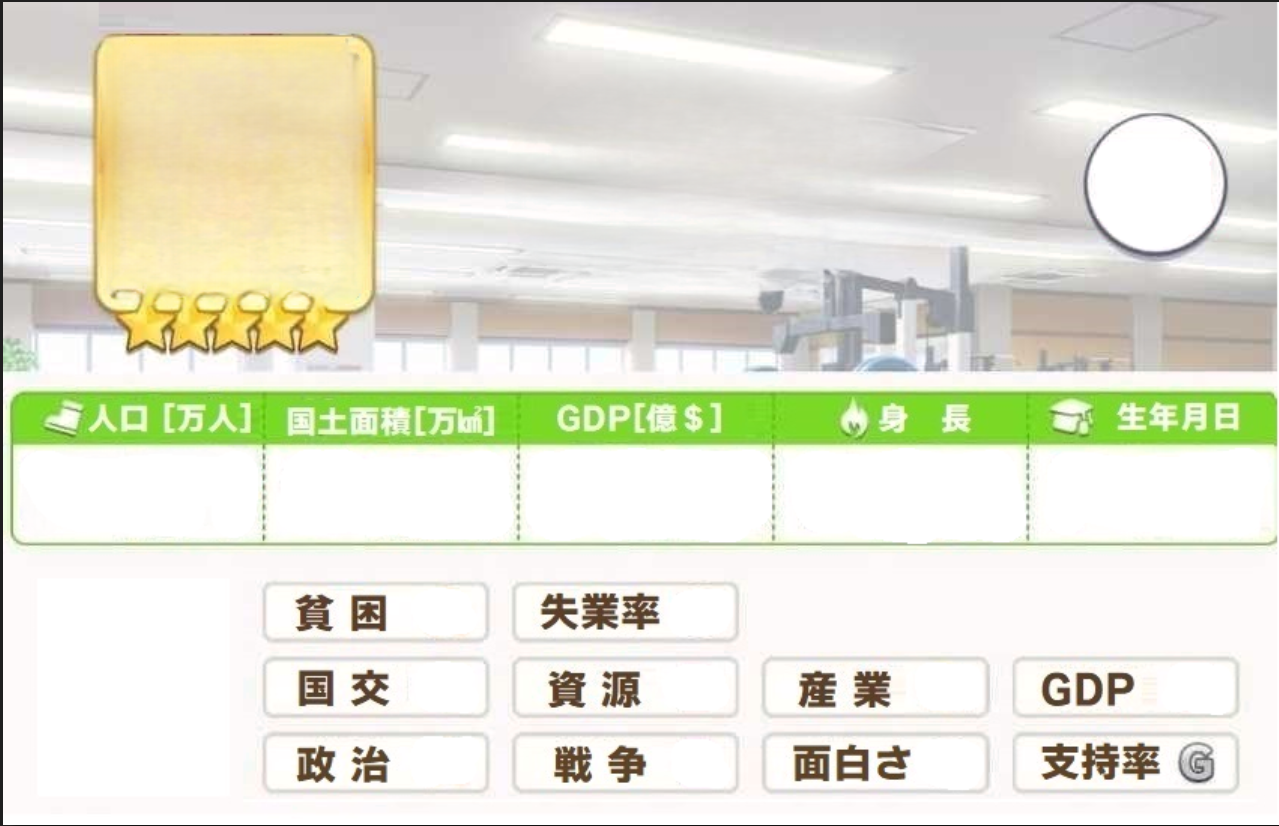 人口 [万人] 国土面積[万㎢] GDP[億＄] 身 長 生年月日
貧 困 失業率
国 交 資 源 産 業 GDP
政 治 戦 争 面白さ 支持率 G